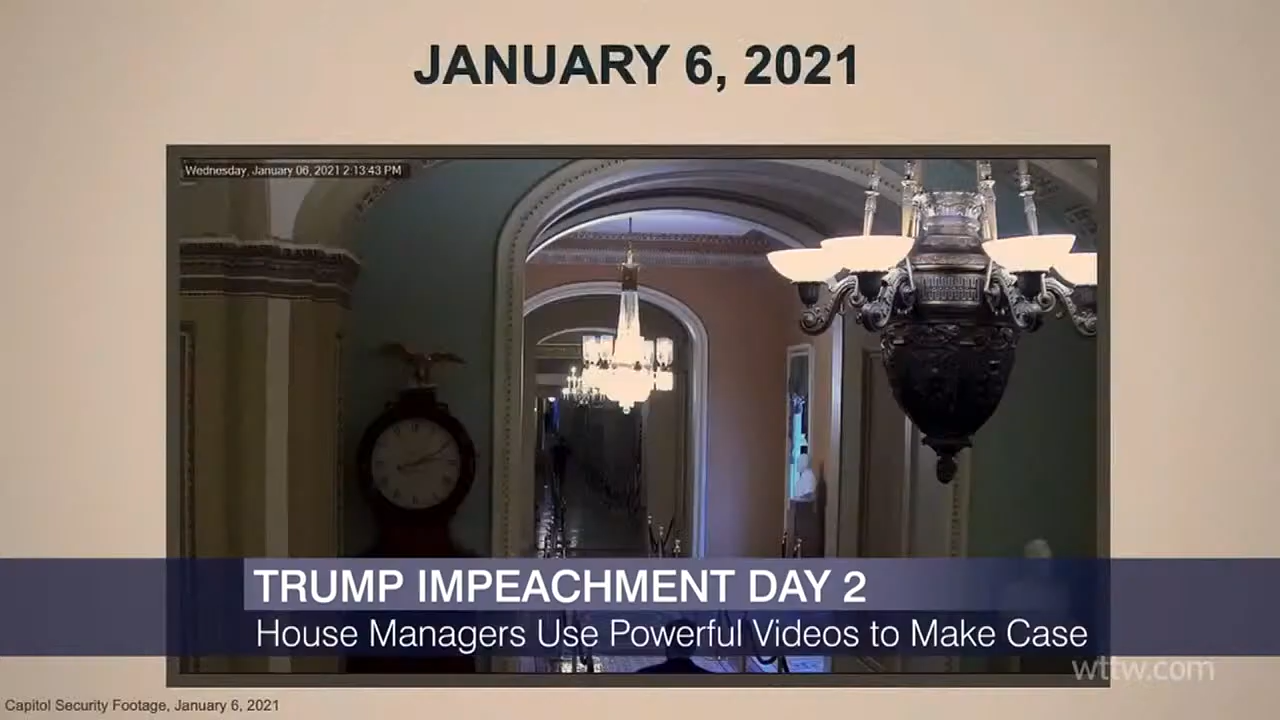 JANUARY 6, 2021
Wednesday, January 06, 2021 2:13:43 PM
TRUMP IMPEACHMENT DAY 2
House Managers Use Powerful Videos to Make Case
wttw.com
Capitol Security Footage, January 6, 2021